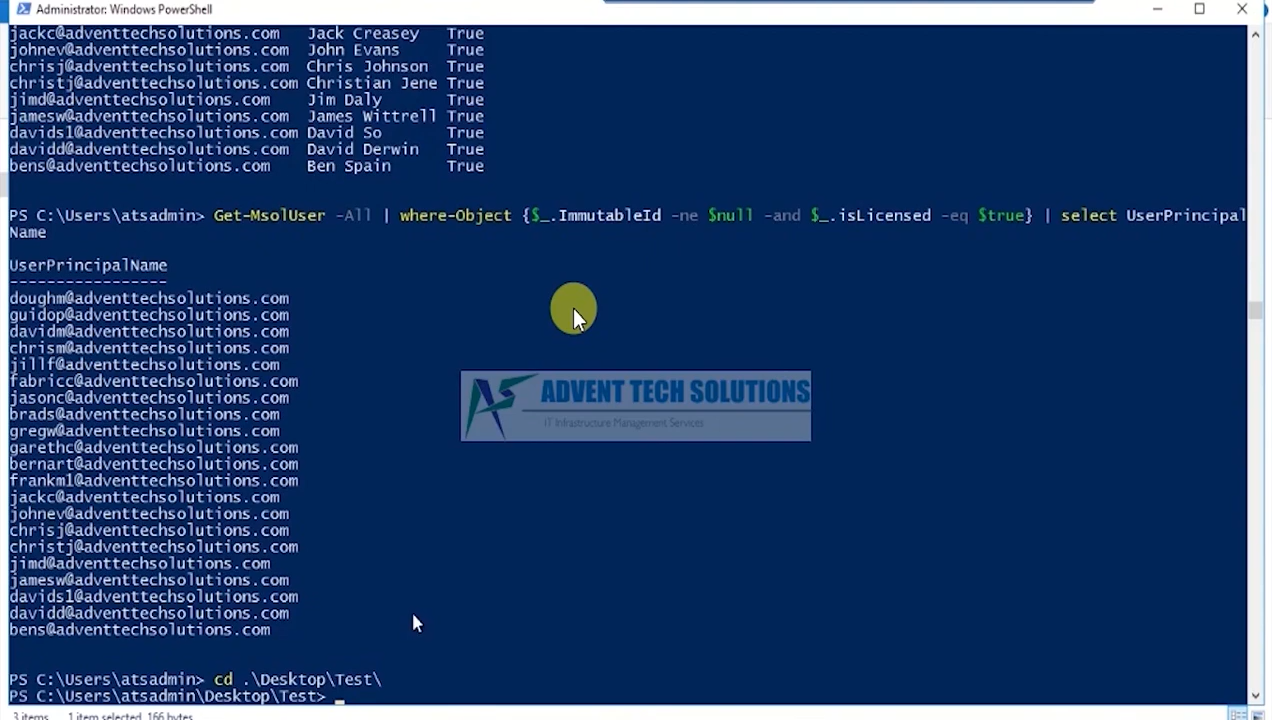 Administrator: Windows PowerShell
jackc@adventtechsolutions.com Jack Creasey True
johnev@adventtechsolutions.com John Evans True
chrisj@adventtechsolutions.com Chris Johnson True
christj@adventtechsolutions.com Christian Jene True
jimd@adventtechsolutions.com Jim Daly True
jamesw@adventtechsolutions.com James Wittrell True
davids1@adventtechsolutions.com David So True
davidd@adventtechsolutions.com David Derwin True
bens@adventtechsolutions.com Ben Spain True
PS C:\Users\atsadmin> Get-MsolUser -All | where-Object {$_.ImmutableId -ne $null -and $_.isLicensed -eq $true} | select UserPrincipal
Name
UserPrincipalName
-----------------
doughm@adventtechsolutions.com
guidop@adventtechsolutions.com
davidm@adventtechsolutions.com
chrism@adventtechsolutions.com
jillf@adventtechsolutions.com
fabricc@adventtechsolutions.com
jasonc@adventtechsolutions.com
brads@adventtechsolutions.com
gregw@adventtechsolutions.com
garethc@adventtechsolutions.com
bernart@adventtechsolutions.com
frankm1@adventtechsolutions.com
jackc@adventtechsolutions.com
johnev@adventtechsolutions.com
chrisj@adventtechsolutions.com
christj@adventtechsolutions.com
jimd@adventtechsolutions.com
jamesw@adventtechsolutions.com
davids1@adventtechsolutions.com
davidd@adventtechsolutions.com
bens@adventtechsolutions.com
ADVENT TECH SOLUTIONS
IT Infrastructure Management Services
PS C:\Users\atsadmin> cd .\Desktop\Test\
PS C:\Users\atsadmin\Desktop\Test> _
3 items 1 item selected 166 bytes